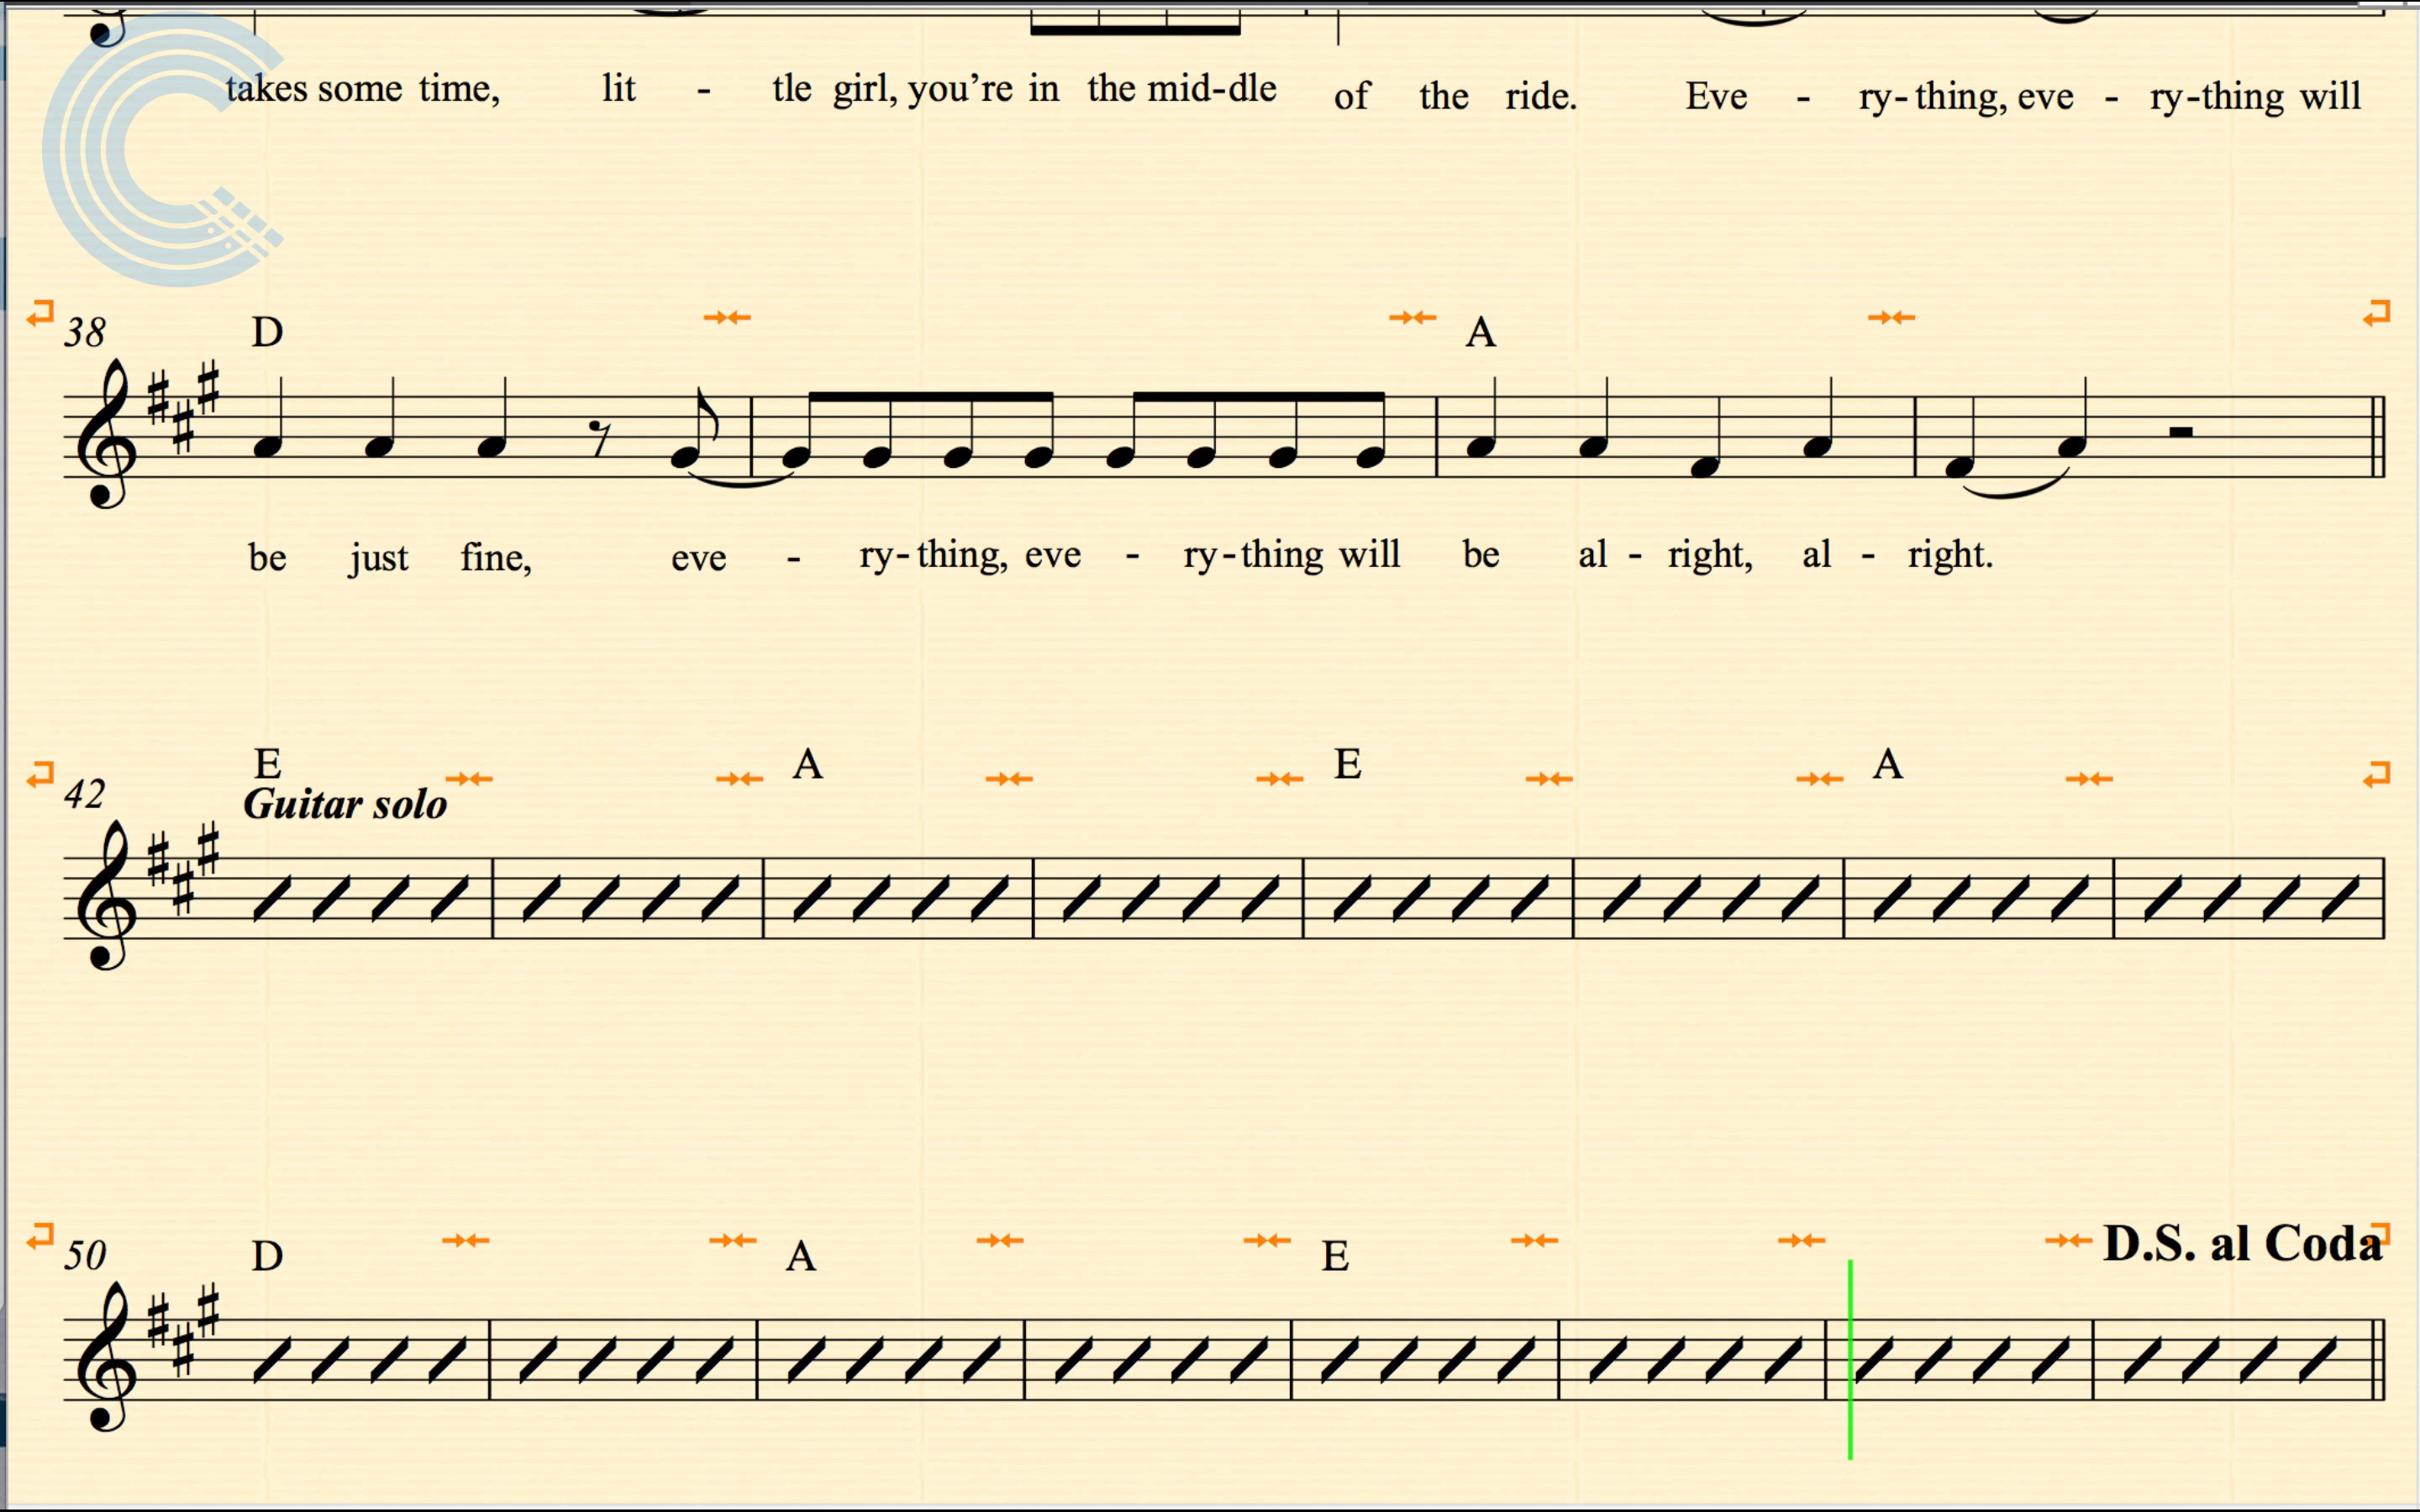 takes some time, lit - tle girl, you're in the mid-dle of the ride. Eve - ry-thing, eve - ry-thing will
38 D A
be just fine, eve - ry-thing, eve - ry-thing will be al - right, al - right.
E A E A
42 Guitar solo
50 D A E D.S. al Coda